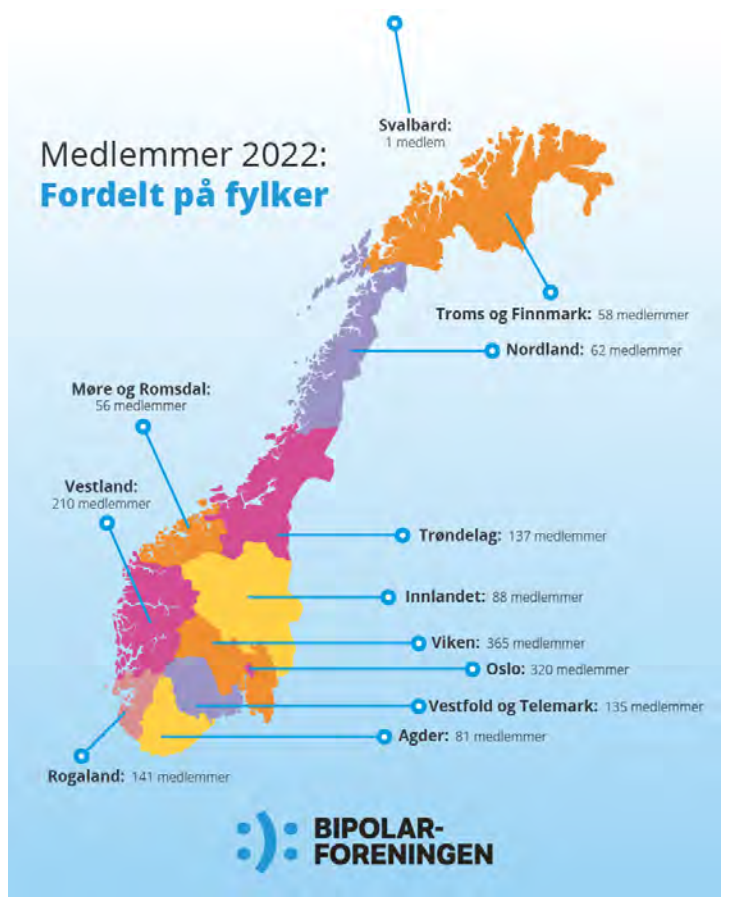 Svalbard:
1 medlem
Medlemmer 2022:
Fordelt på fylker
Troms og Finnmark: 58 medlemmer
Nordland: 62 medlemmer
Møre og Romsdal:
56 medlemmer
Vestland:
210 medlemmer
Trøndelag: 137 medlemmer
Innlandet: 88 medlemmer
Viken: 365 medlemmer
Oslo: 320 medlemmer
Vestfold og Telemark: 135 medlemmer
Agder: 81 medlemmer
Rogaland: 141 medlemmer
BIPOLAR-
FORENINGEN